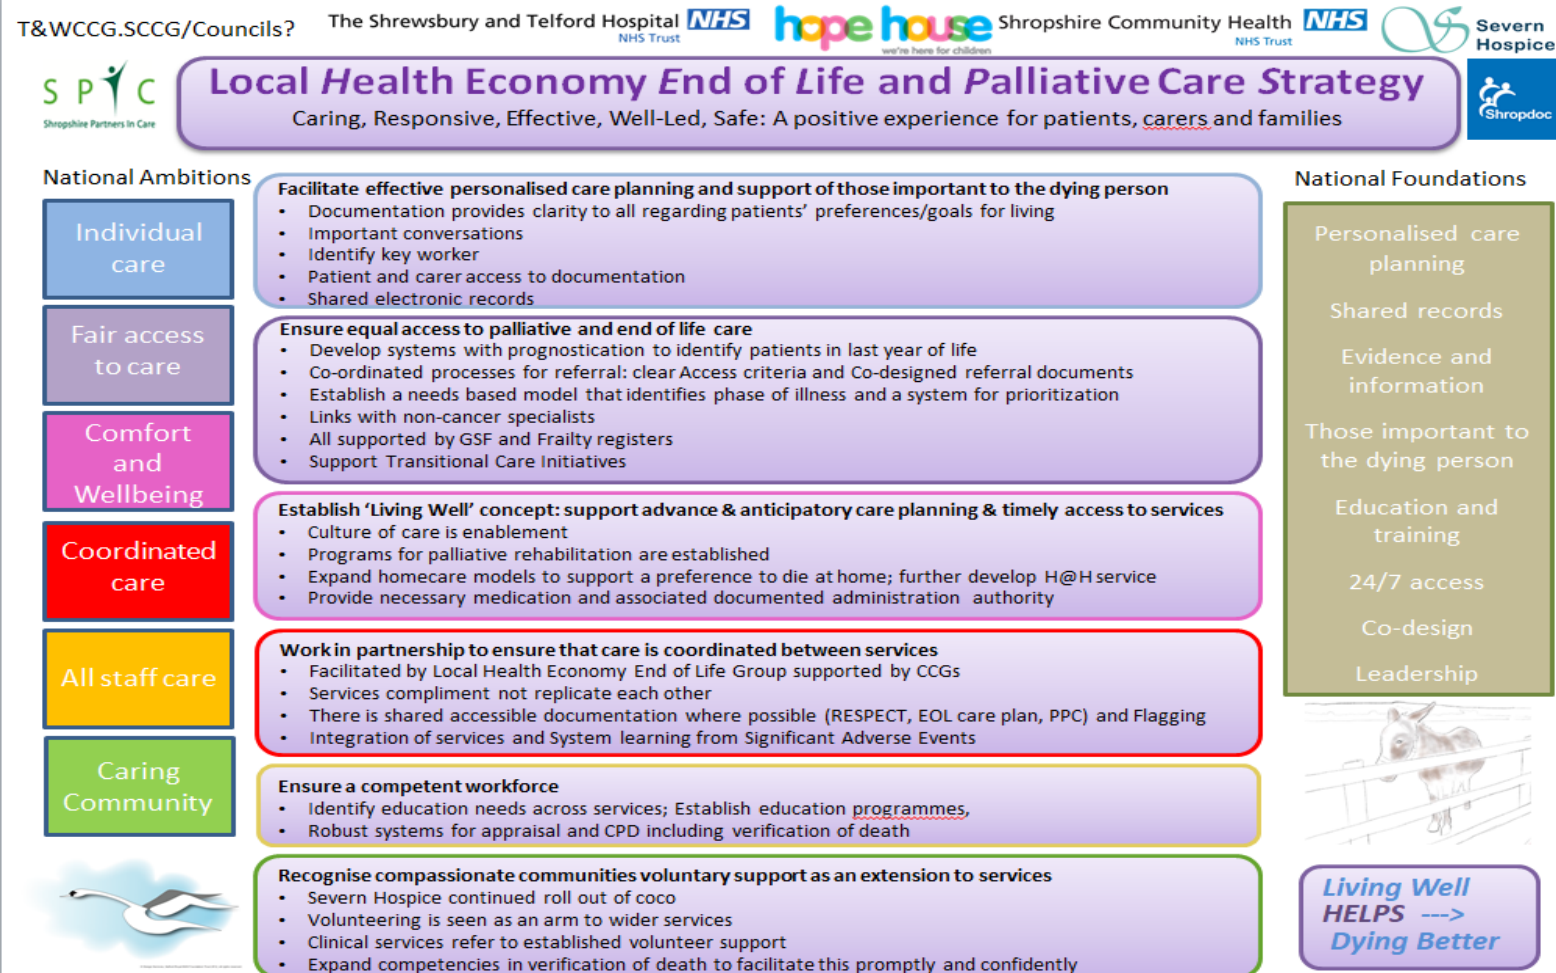 T&WCCG.SCCG/Councils?
The Shrewsbury and Telford Hospital NHS
NHS Trust
hope house
we're here for children
Shropshire Community Health NHS
NHS Trust
Severn
Hospice
SPIC
Shropshire Partners In Care
Local Health Economy End of Life and Palliative Care Strategy
Caring, Responsive, Effective, Well-Led, Safe: A positive experience for patients, carers and families
Shropdoc
National Ambitions
Individual
care
Fair access
to care
Comfort
and
Wellbeing
Coordinated
care
All staff care
Caring
Community
Facilitate effective personalised care planning and support of those important to the dying person
• Documentation provides clarity to all regarding patients' preferences/goals for living
• Important conversations
• Identify key worker
• Patient and carer access to documentation
• Shared electronic records
Ensure equal access to palliative and end of life care
• Develop systems with prognostication to identify patients in last year of life
• Co-ordinated processes for referral: clear Access criteria and Co-designed referral documents
• Establish a needs based model that identifies phase of illness and a system for prioritization
• Links with non-cancer specialists
• All supported by GSF and Frailty registers
• Support Transitional Care Initiatives
Establish 'Living Well' concept: support advance & anticipatory care planning & timely access to services
• Culture of care is enablement
• Programs for palliative rehabilitation are established
• Expand homecare models to support a preference to die at home; further develop H@H service
• Provide necessary medication and associated documented administration authority
Work in partnership to ensure that care is coordinated between services
• Facilitated by Local Health Economy End of Life Group supported by CCGs
• Services compliment not replicate each other
• There is shared accessible documentation where possible (RESPECT, EOL care plan, PPC) and Flagging
• Integration of services and System learning from Significant Adverse Events
Ensure a competent workforce
• Identify education needs across services; Establish education programmes,
• Robust systems for appraisal and CPD including verification of death
Recognise compassionate communities voluntary support as an extension to services
• Severn Hospice continued roll out of coco
• Volunteering is seen as an arm to wider services
• Clinical services refer to established volunteer support
• Expand competencies in verification of death to facilitate this promptly and confidently
National Foundations
Personalised care
planning
Shared records
Evidence and
information
Those important to
the dying person
Education and
training
24/7 access
Co-design
Leadership
Living Well
HELPS --->
Dying Better